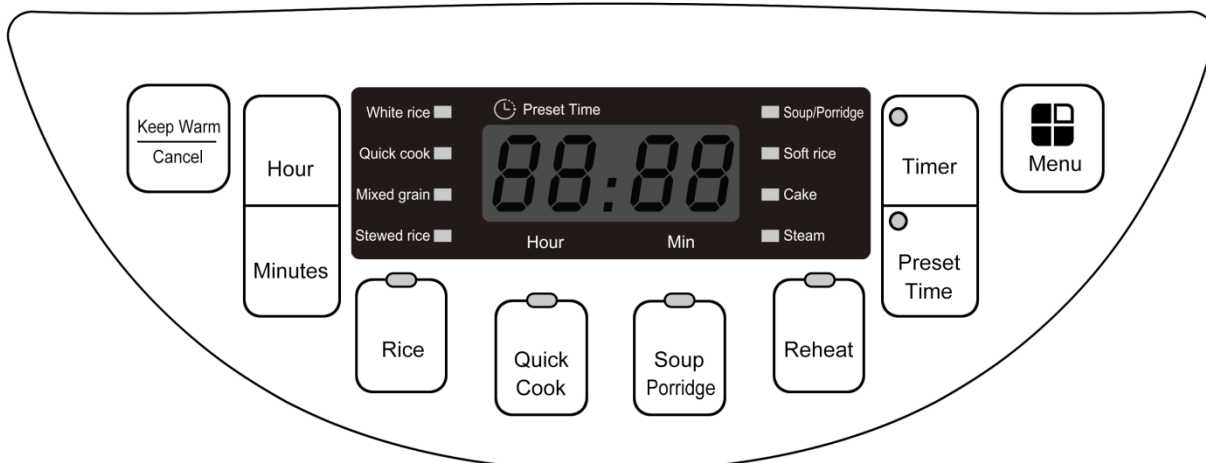 Keep Warm
Cancel
Hour
Minutes
White rice
Quick cook
Mixed grain
Stewed rice
Preset Time
88:88
Hour Min
Soup/Porridge
Soft rice
Cake
Steam
Timer
Preset
Time
Menu
Rice
Quick
Cook
Soup
Porridge
Reheat